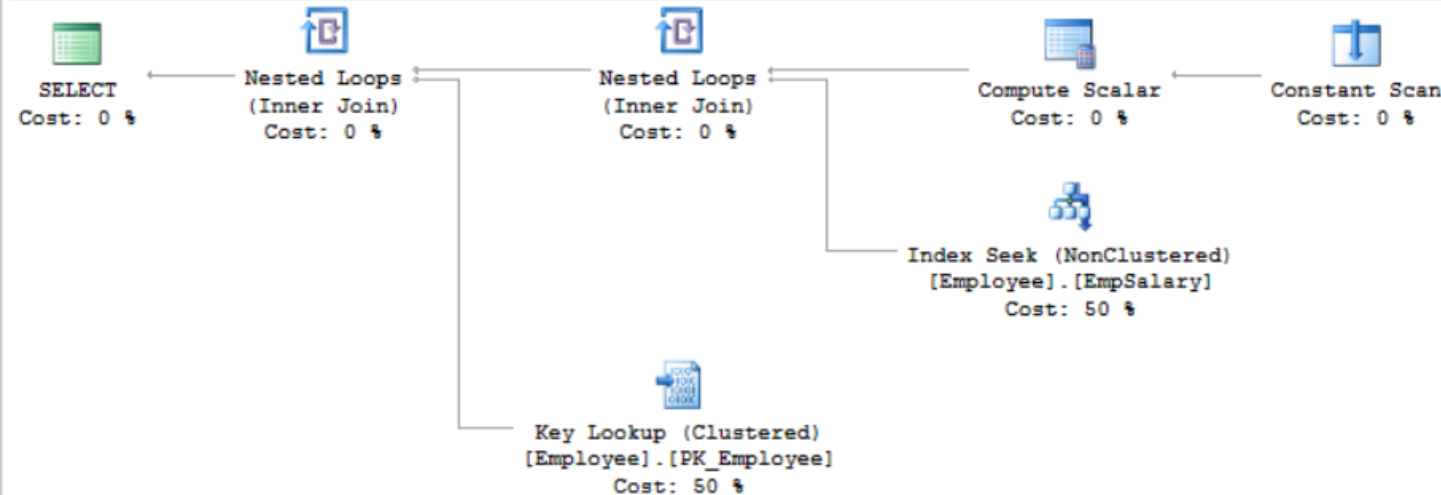 SELECT
Cost: 0 %
Nested Loops
(Inner Join)
Cost: 0 %
Nested Loops
(Inner Join)
Cost: 0 %
Compute Scalar
Cost: 0 %
Constant Scan
Cost: 0 %
Index Seek (NonClustered)
[Employee].[EmpSalary]
Cost: 50 %
Key Lookup (Clustered)
[Employee].[PK_Employee]
Cost: 50 %